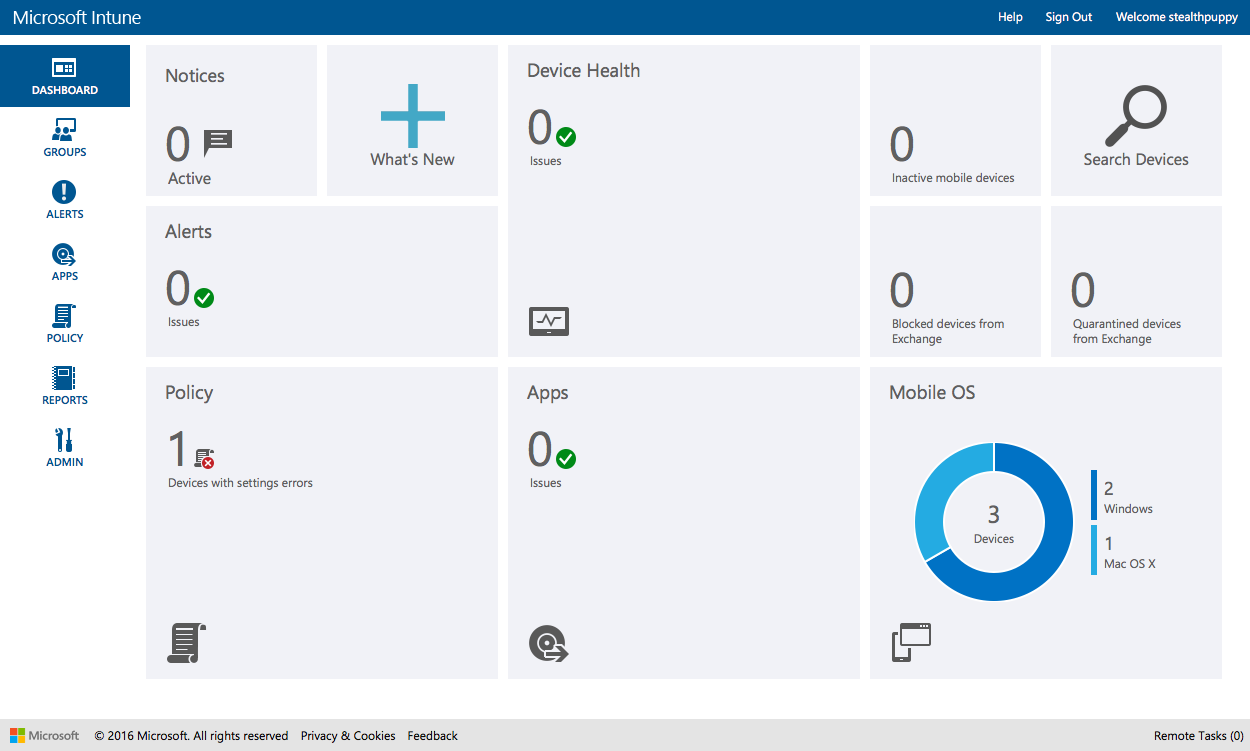 Microsoft Intune
Help
Sign Out
Welcome stealthpuppy
DASHBOARD
GROUPS
ALERTS
APPS
POLICY
REPORTS
ADMIN
Notices
0
Active
What's New
Device Health
0
Issues
0
Inactive mobile devices
Search Devices
Alerts
0
Issues
0
Blocked devices from
Exchange
0
Quarantined devices
from Exchange
Policy
1
Devices with settings errors
Apps
0
Issues
Mobile OS
3
Devices
2
Windows
1
Mac OS X
Microsoft
© 2016 Microsoft. All rights reserved
Privacy & Cookies
Feedback
Remote Tasks (0)